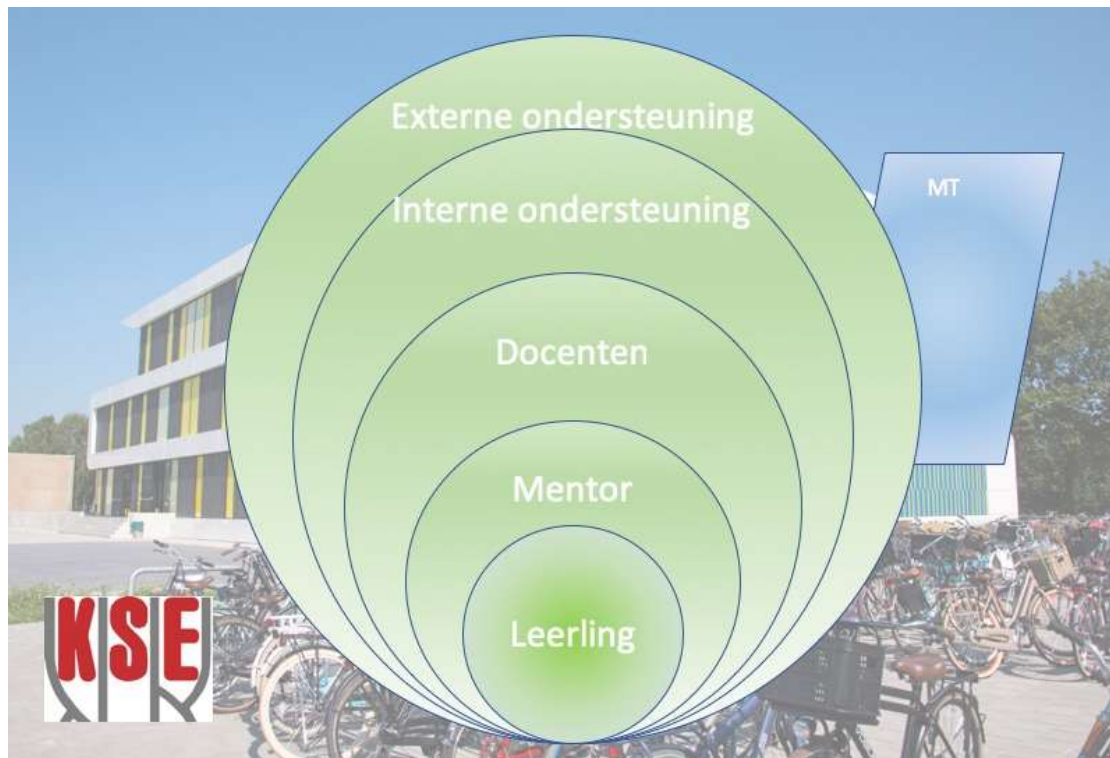 Externe ondersteuning
MT
Interne ondersteuning
Docenten
Mentor
Leerling
KSE